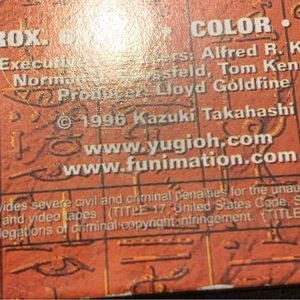 ROX. • COLOR •
Executive Alfred R. K
Norman Tom Ken
Producer: Lloyd Goldfine
© 1996 Kazuki Takahashi
www.yugioh.com
www.funimation.com
vides severe civil and criminal penalties for the unau
and video tapes. (TITLE 17, United States Code, S
legations of criminal copyright infringement. (TITLE